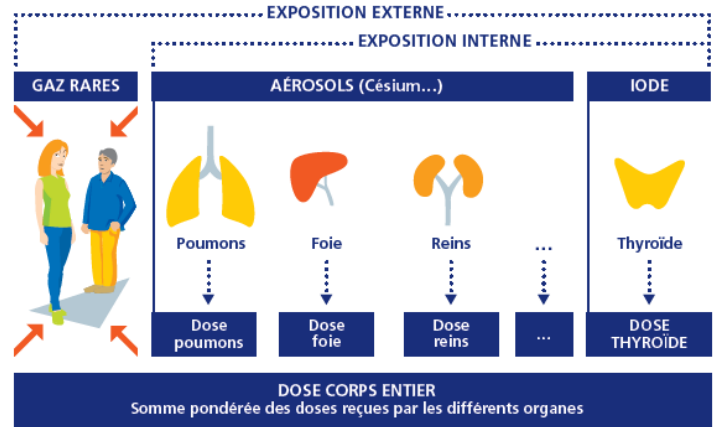 EXPOSITION EXTERNE
EXPOSITION INTERNE
GAZ RARES
AÉROSOLS (Césium...)
IODE
Poumons
Foie
Reins
...
Thyroïde
Dose
poumons
Dose
foie
Dose
reins
...
DOSE
THYROÏDE
DOSE CORPS ENTIER
Somme pondérée des doses reçues par les différents organes